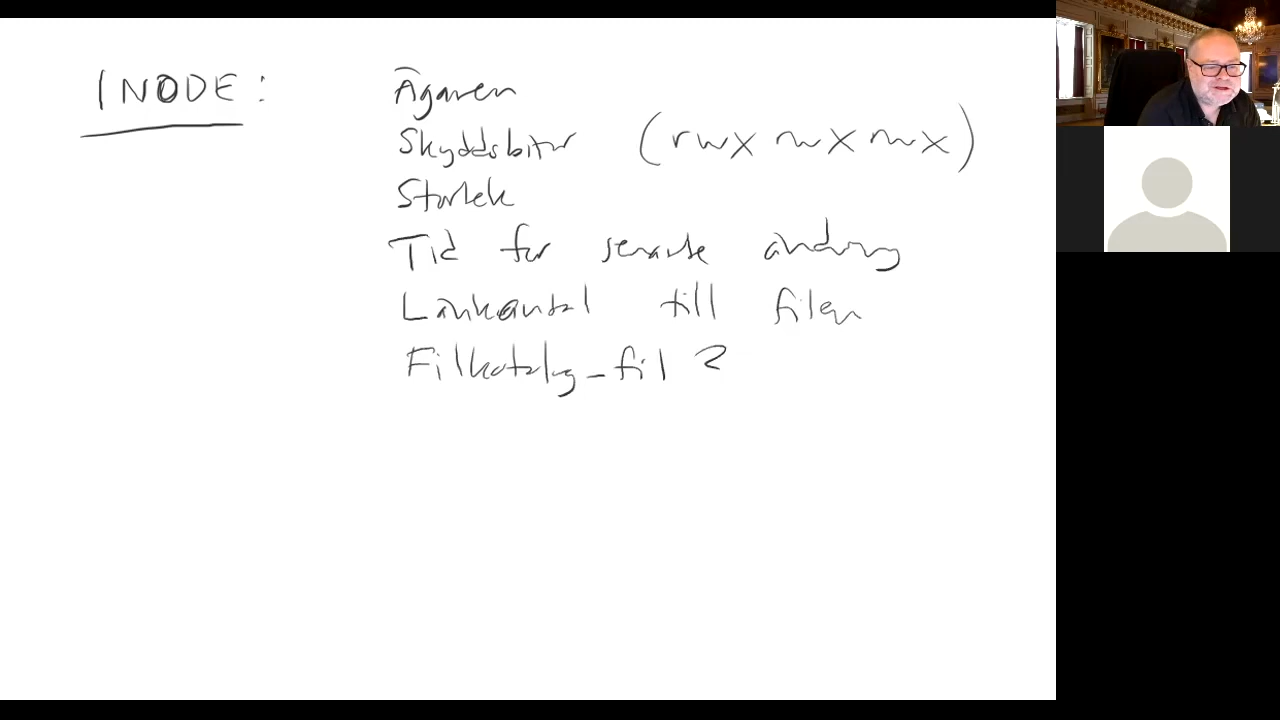 INODE:
Ägaren
Skyddsbitar (rwx rwx rwx)
Storlek
Tid för senaste ändring
Länkantal till filen
Filkatalog-fil ?